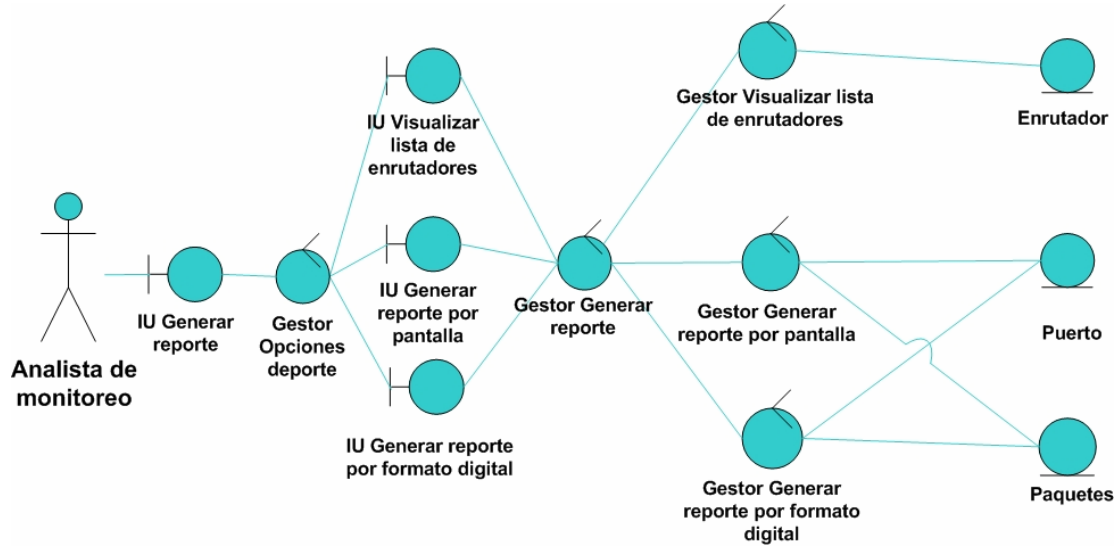 Analista de
monitoreo
IU Generar
reporte
Gestor
Opciones
deporte
IU Visualizar
lista de
enrutadores
IU Generar
reporte por
pantalla
IU Generar reporte
por formato digital
Gestor Generar
reporte
Gestor Visualizar lista
de enrutadores
Gestor Generar
reporte por pantalla
Gestor Generar
reporte por formato
digital
Enrutador
Puerto
Paquetes